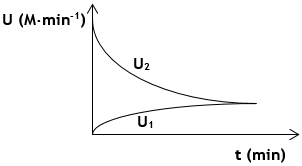 U (M·min⁻¹)
U₂
U₁
t (min)